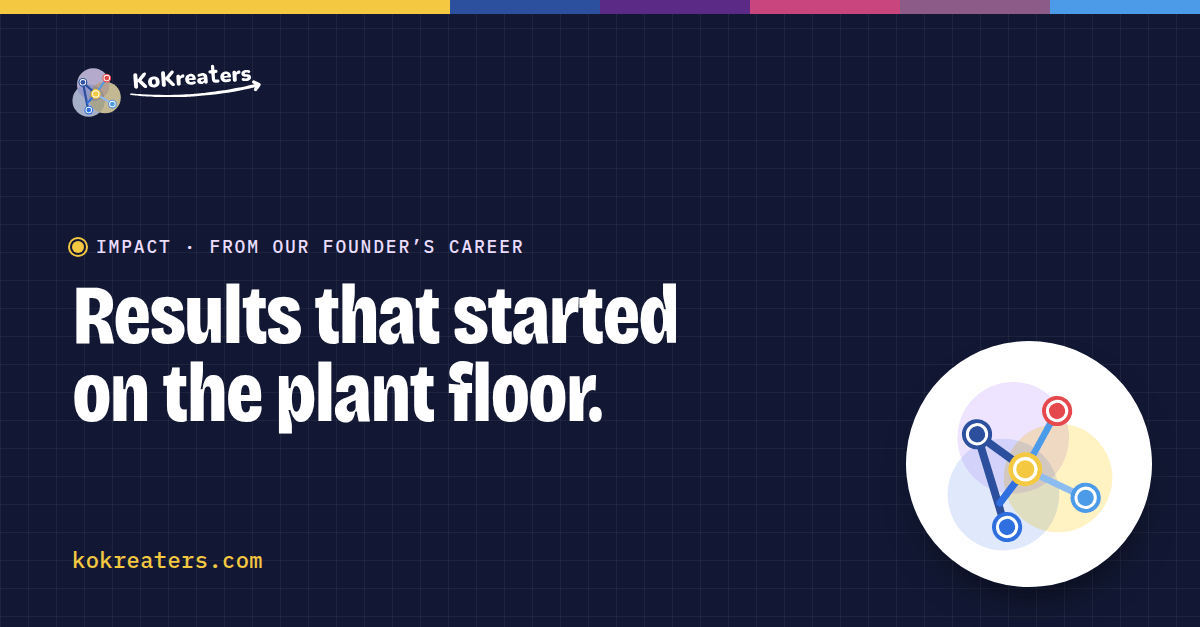 KoKreaters
IMPACT · FROM OUR FOUNDER’S CAREER
Results that started
on the plant floor.
kokreaters.com